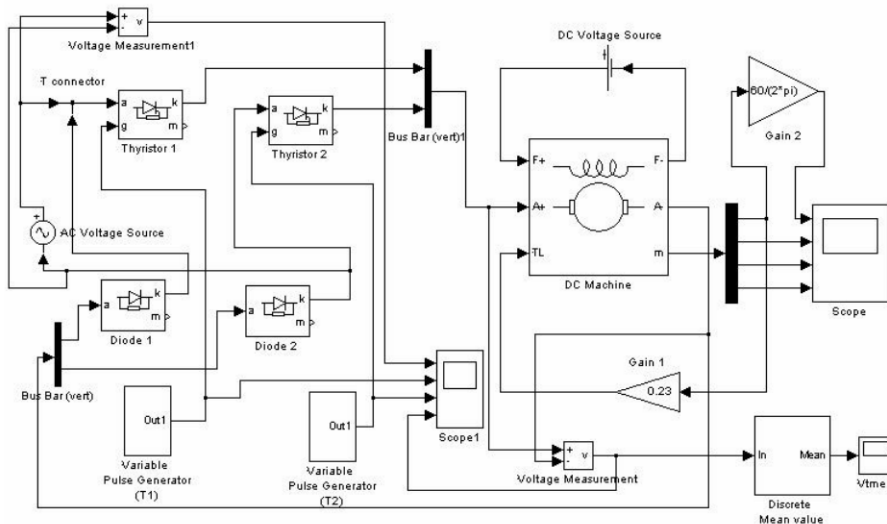 Voltage Measurement1
+
-
v
T connector
a
g
k
m
Thyristor 1
a
g
k
m
Thyristor 2
Bus Bar (vert)1
DC Voltage Source
60/(2*pi)
Gain 2
F+
F-
A+
A-
TL
m
DC Machine
Scope
+
AC Voltage Source
a
k
m
Diode 1
a
k
m
Diode 2
Bus Bar (vert)
Out1
Variable
Pulse Generator
(T1)
Out1
Variable
Pulse Generator
(T2)
Scope1
Gain 1
0.23
+
-
v
Voltage Measurement
In
Mean
Discrete
Mean value
Vtme